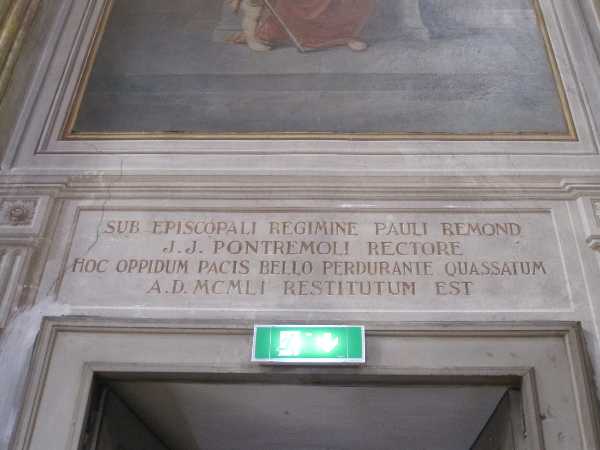 SUB EPISCOPALI REGIMINE PAULI REMOND
J.J. PONTREMOLI RECTORE
HOC OPPIDUM PACIS BELLO PERDURANTE QUASSATUM
A.D. MCMLI RESTITUTUM EST